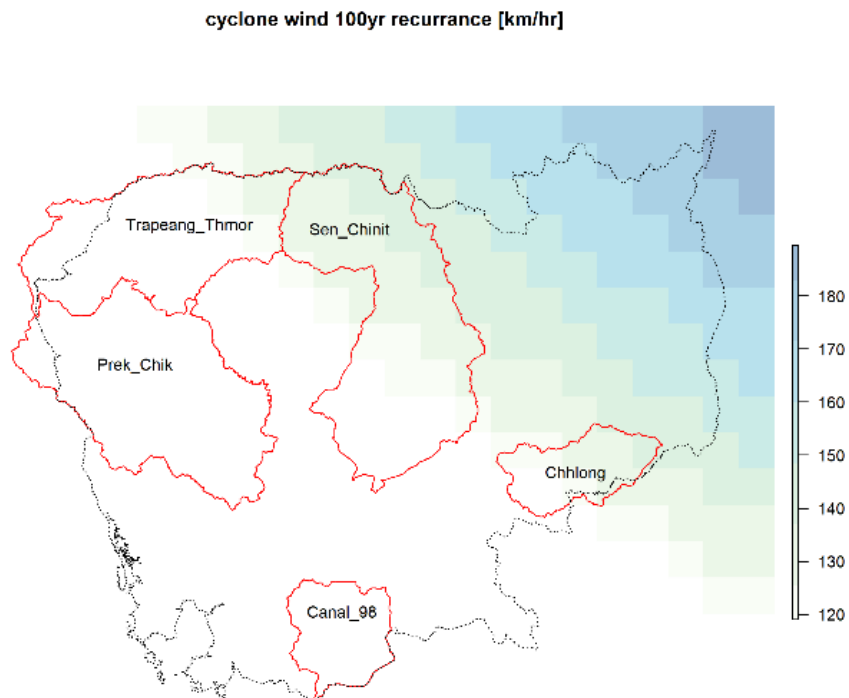 cyclone wind 100yr recurrance [km/hr]
Trapeang_Thmor
Sen_Chinit
Prek_Chik
Chhlong
Canal_98
180
170
160
150
140
130
120